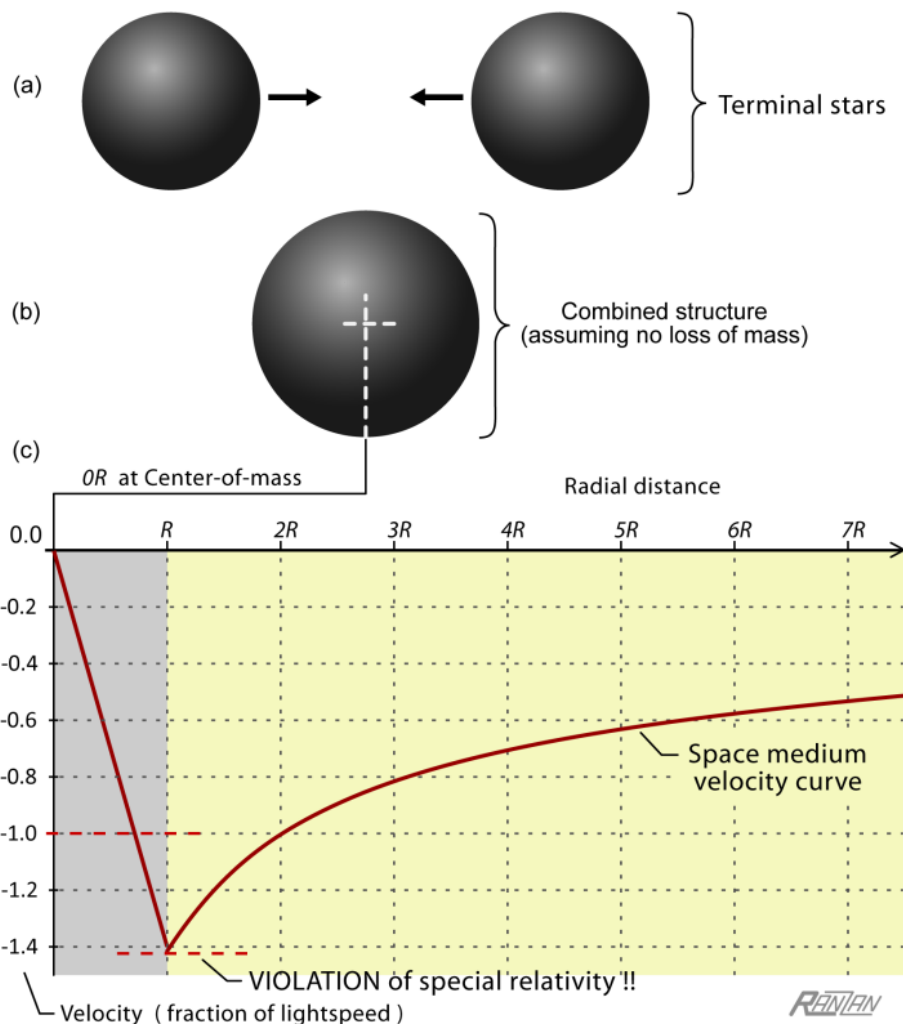 (a)
Terminal stars
(b)
Combined structure
(assuming no loss of mass)
(c)
0R at Center-of-mass
Radial distance
0.0
R
2R
3R
4R
5R
6R
7R
-0.2
-0.4
-0.6
Space medium
velocity curve
-0.8
-1.0
-1.2
-1.4
VIOLATION of special relativity !!
Velocity ( fraction of lightspeed )
RANZAN